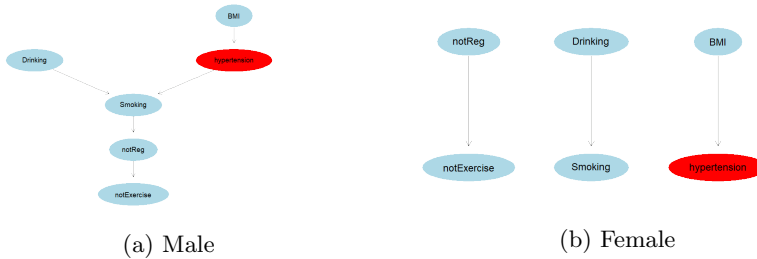 BMI
Drinking
hypertension
Smoking
notReg
notExercise
(a) Male
notReg
Drinking
BMI
notExercise
Smoking
hypertension
(b) Female